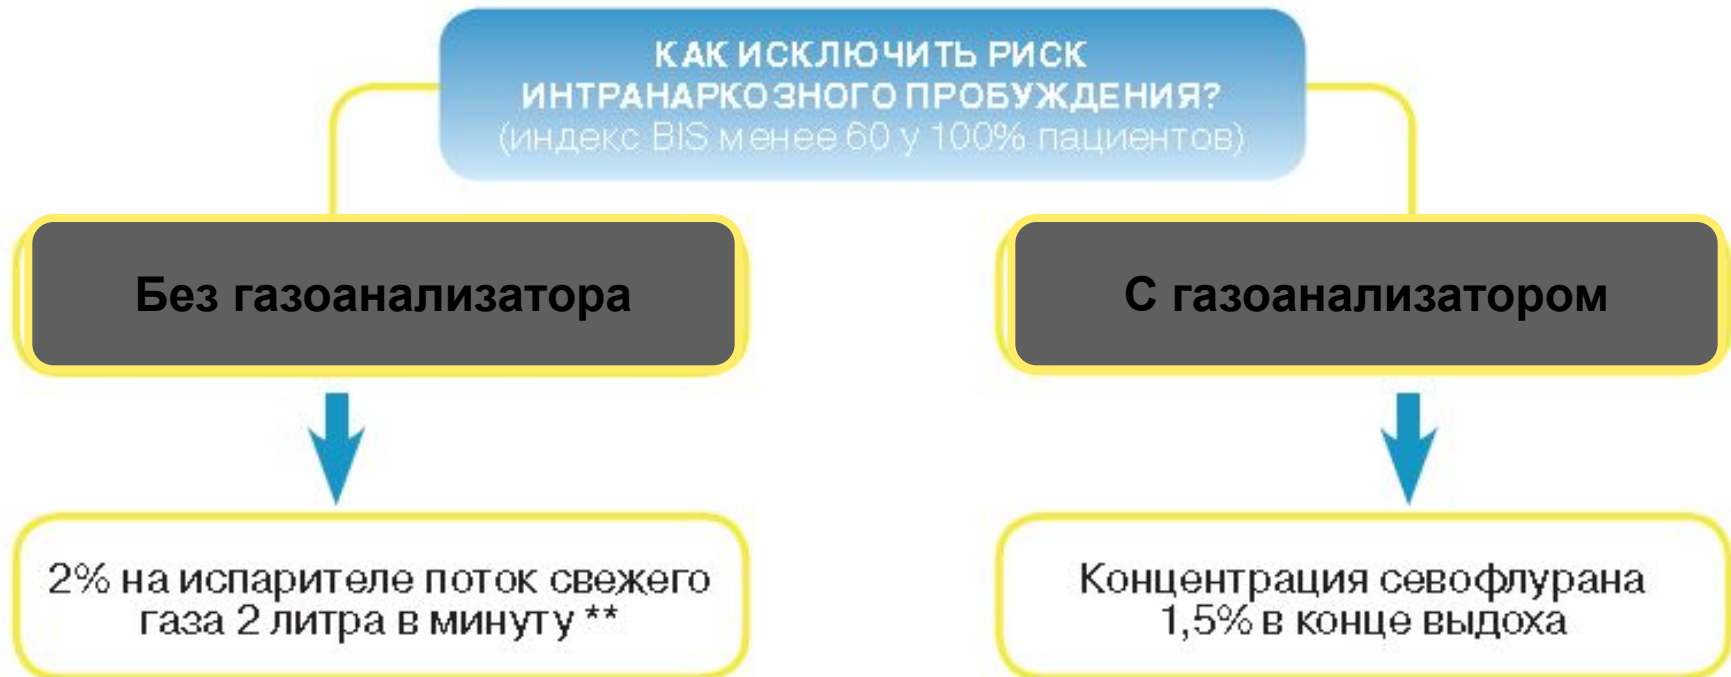 КАК ИСКЛЮЧИТЬ РИСК
ИНТРАНАРКОЗНОГО ПРОБУЖДЕНИЯ?
(индекс BIS менее 60 у 100% пациентов)
Без газоанализатора
С газоанализатором
2% на испарителе поток свежего
газа 2 литра в минуту **
Концентрация севофлурана
1,5% в конце выдоха